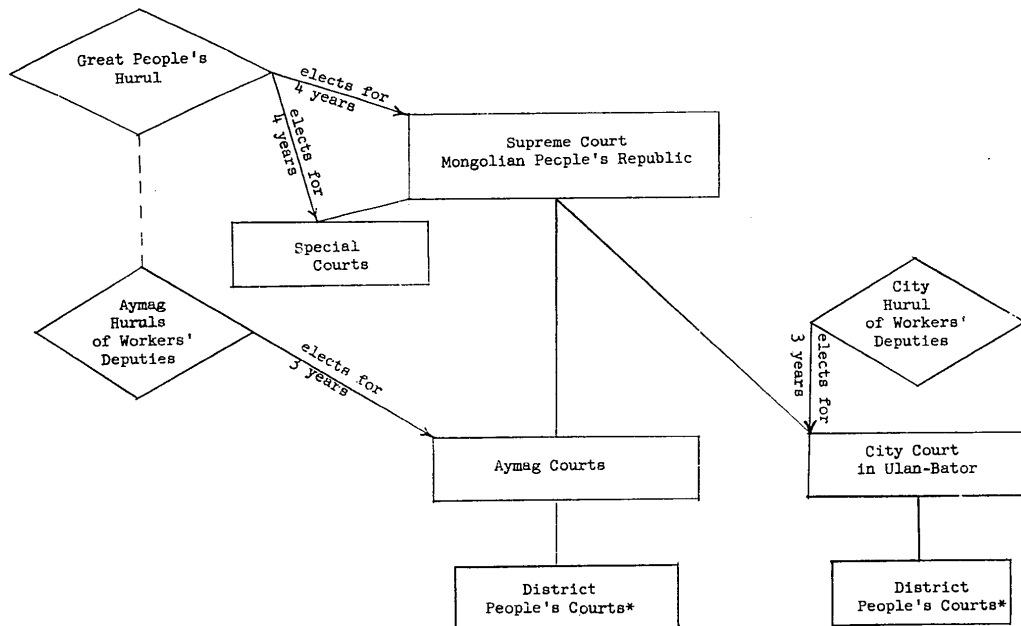 Great People's
Hurul
elects for
4 years
elects for
4 years
Supreme Court
Mongolian People's Republic
Special
Courts
Aymag
Huruls
of Workers'
Deputies
City
Hurul
of Workers'
Deputies
elects for
3 years
elects for
3 years
Aymag Courts
City Court
in Ulan-Bator
District
People's Courts*
District
People's Courts*